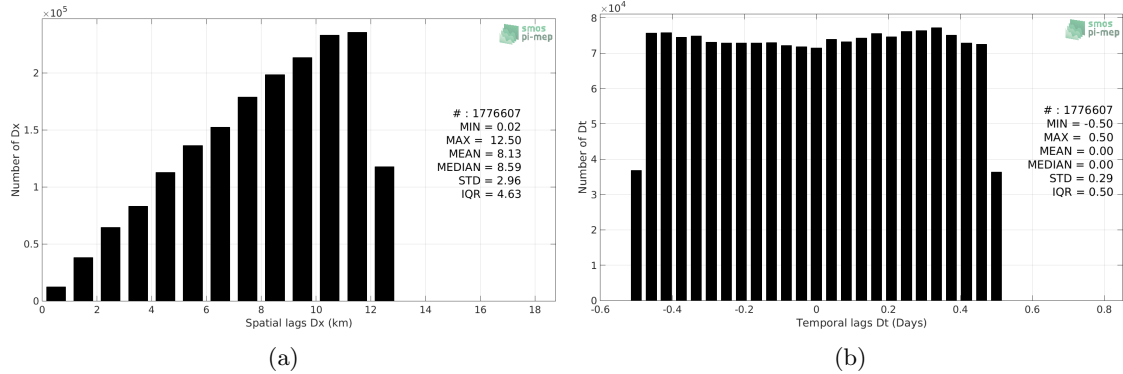 ×10⁵
2
1.5
1
0.5
0
0 2 4 6 8 10 12 14 16 18
Number of Dx
Spatial lags Dx (km)
smos
pi-mep
# : 1776607
MIN = 0.02
MAX = 12.50
MEAN = 8.13
MEDIAN = 8.59
STD = 2.96
IQR = 4.63
(a)
×10⁴
8
7
6
5
4
3
2
1
0
-0.6 -0.4 -0.2 0 0.2 0.4 0.6 0.8
Number of Dt
Temporal lags Dt (Days)
smos
pi-mep
# : 1776607
MIN = -0.50
MAX = 0.50
MEAN = 0.00
MEDIAN = 0.00
STD = 0.29
IQR = 0.50
(b)